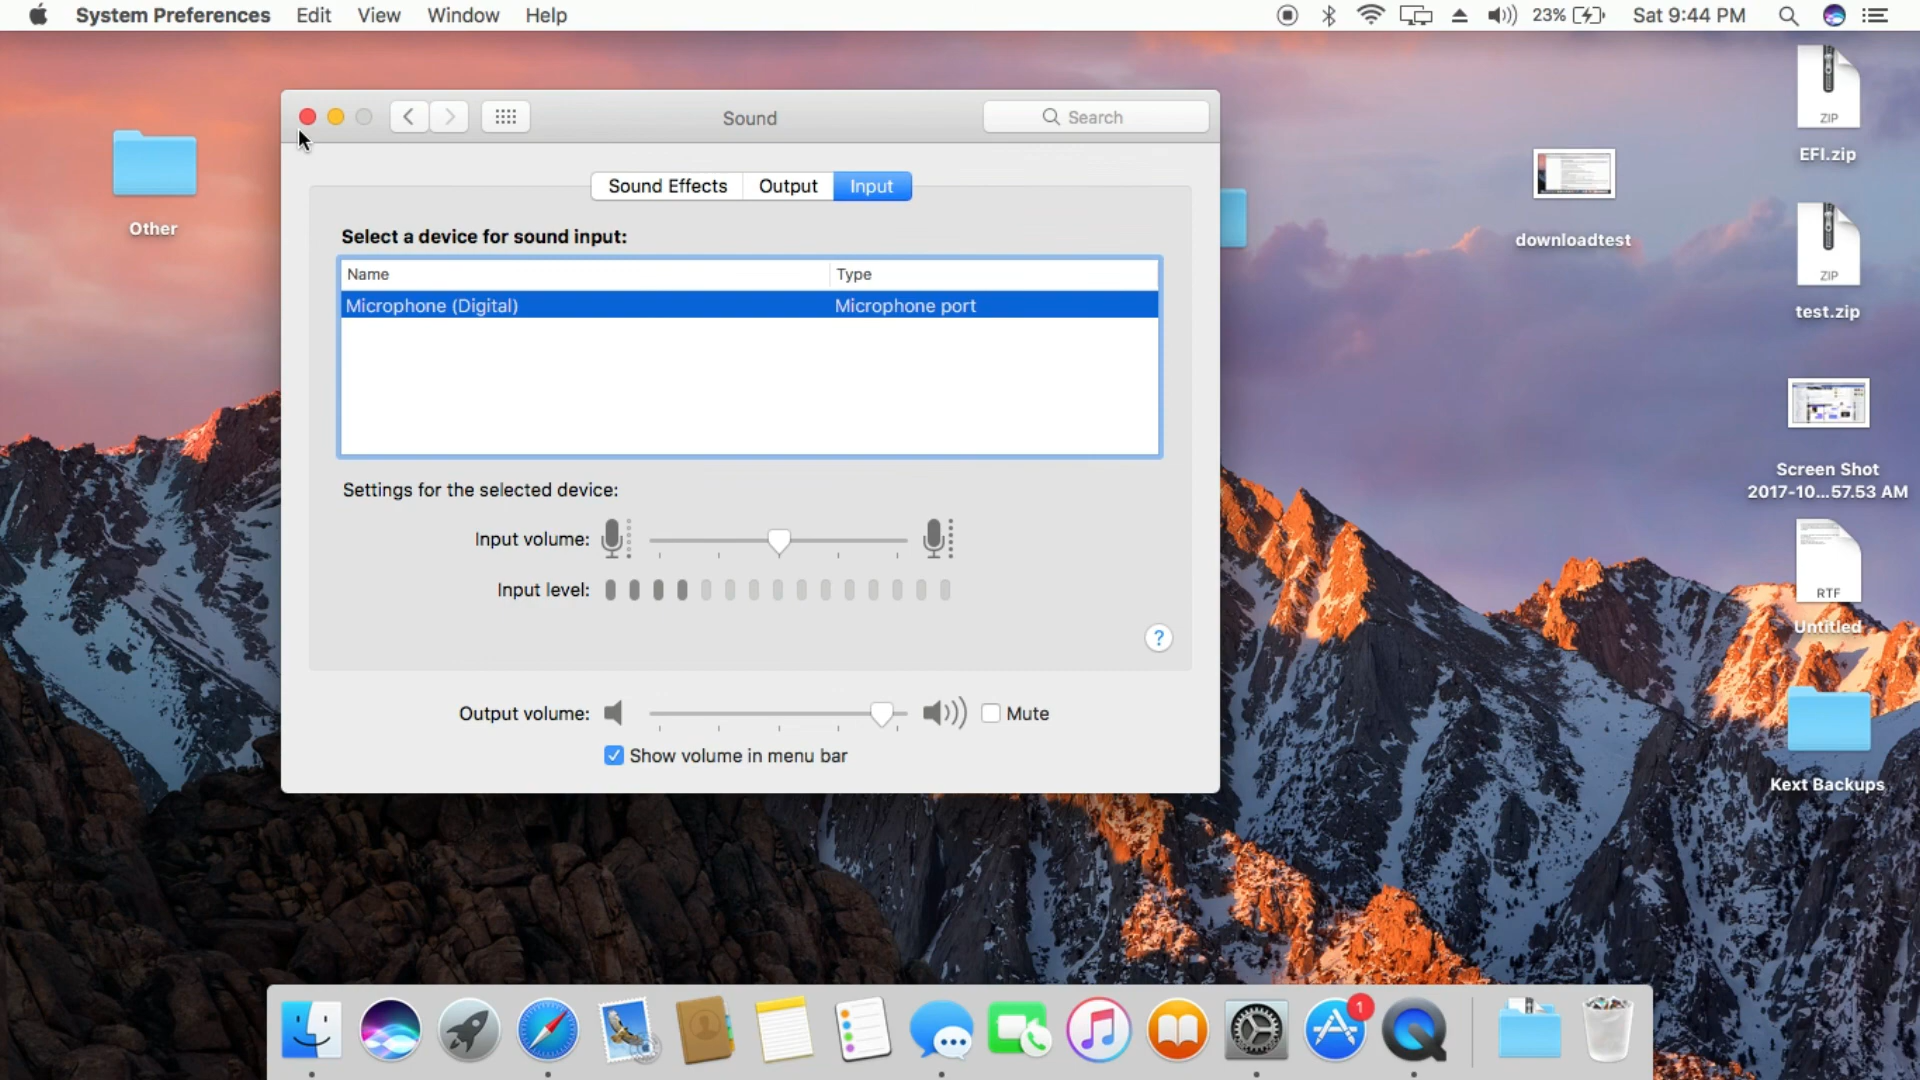 System Preferences Edit View Window Help 23% Sat 9:44 PM
Sound
Search
Sound Effects Output Input
Select a device for sound input:
Name Type
Microphone (Digital) Microphone port
Settings for the selected device:
Input volume:
Input level:
?
Output volume: Mute
Show volume in menu bar
Other
downloadtest
ZIP
EFI.zip
ZIP
test.zip
Screen Shot
2017-10...57.53 AM
RTF
Untitled
Kext Backups
1